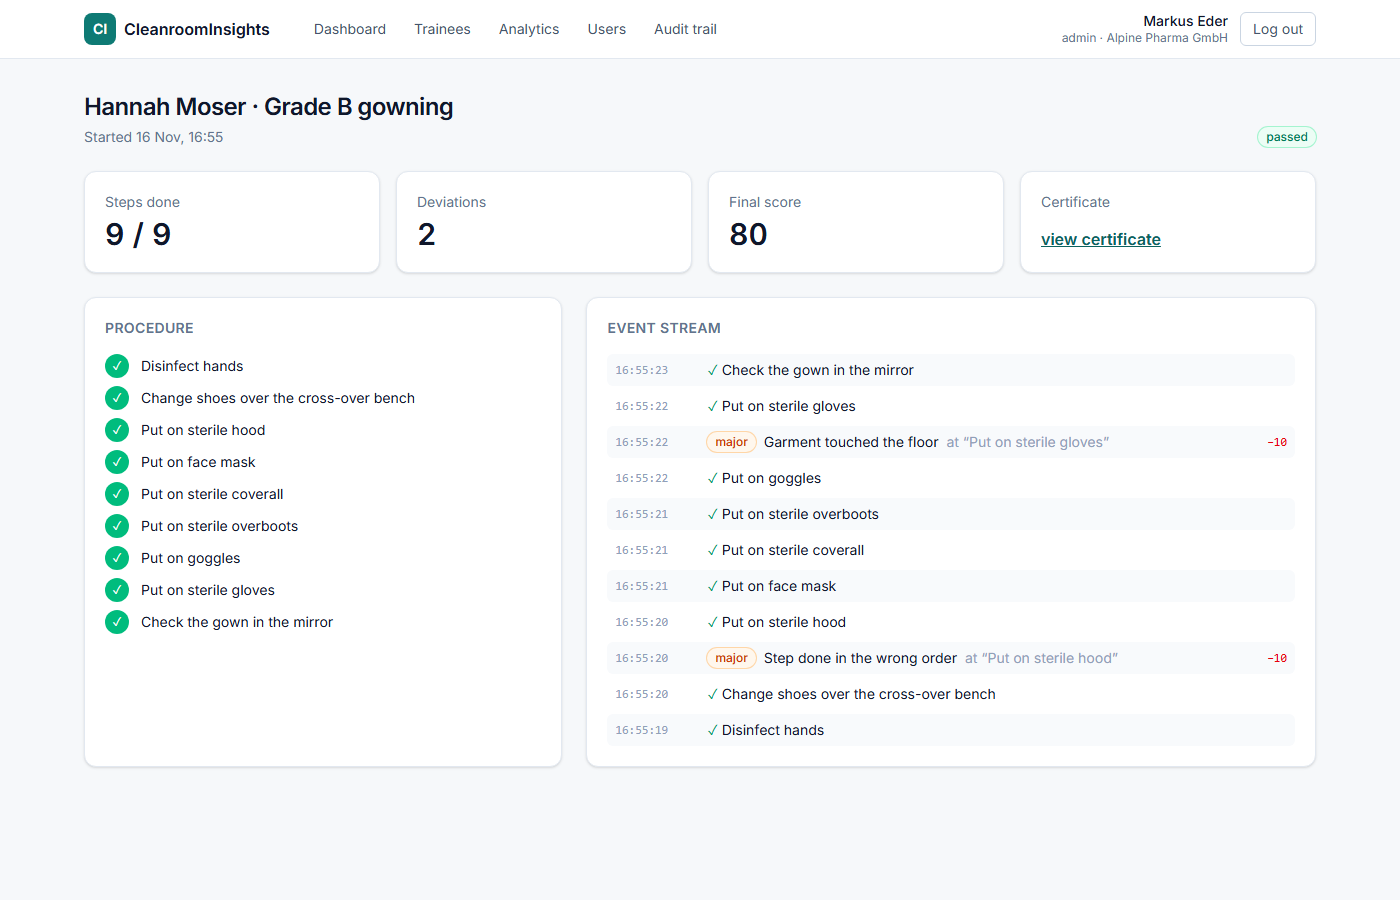 CI CleanroomInsights Dashboard Trainees Analytics Users Audit trail Markus Eder Log out
admin · Alpine Pharma GmbH
Hannah Moser · Grade B gowning
Started 16 Nov, 16:55 passed
Steps done
9 / 9
Deviations
2
Final score
80
Certificate
view certificate
PROCEDURE
✓ Disinfect hands
✓ Change shoes over the cross-over bench
✓ Put on sterile hood
✓ Put on face mask
✓ Put on sterile coverall
✓ Put on sterile overboots
✓ Put on goggles
✓ Put on sterile gloves
✓ Check the gown in the mirror
EVENT STREAM
16:55:23 ✓ Check the gown in the mirror
16:55:22 ✓ Put on sterile gloves
16:55:22 major Garment touched the floor at “Put on sterile gloves” −10
16:55:22 ✓ Put on goggles
16:55:21 ✓ Put on sterile overboots
16:55:21 ✓ Put on sterile coverall
16:55:21 ✓ Put on face mask
16:55:20 ✓ Put on sterile hood
16:55:20 major Step done in the wrong order at “Put on sterile hood” −10
16:55:20 ✓ Change shoes over the cross-over bench
16:55:19 ✓ Disinfect hands